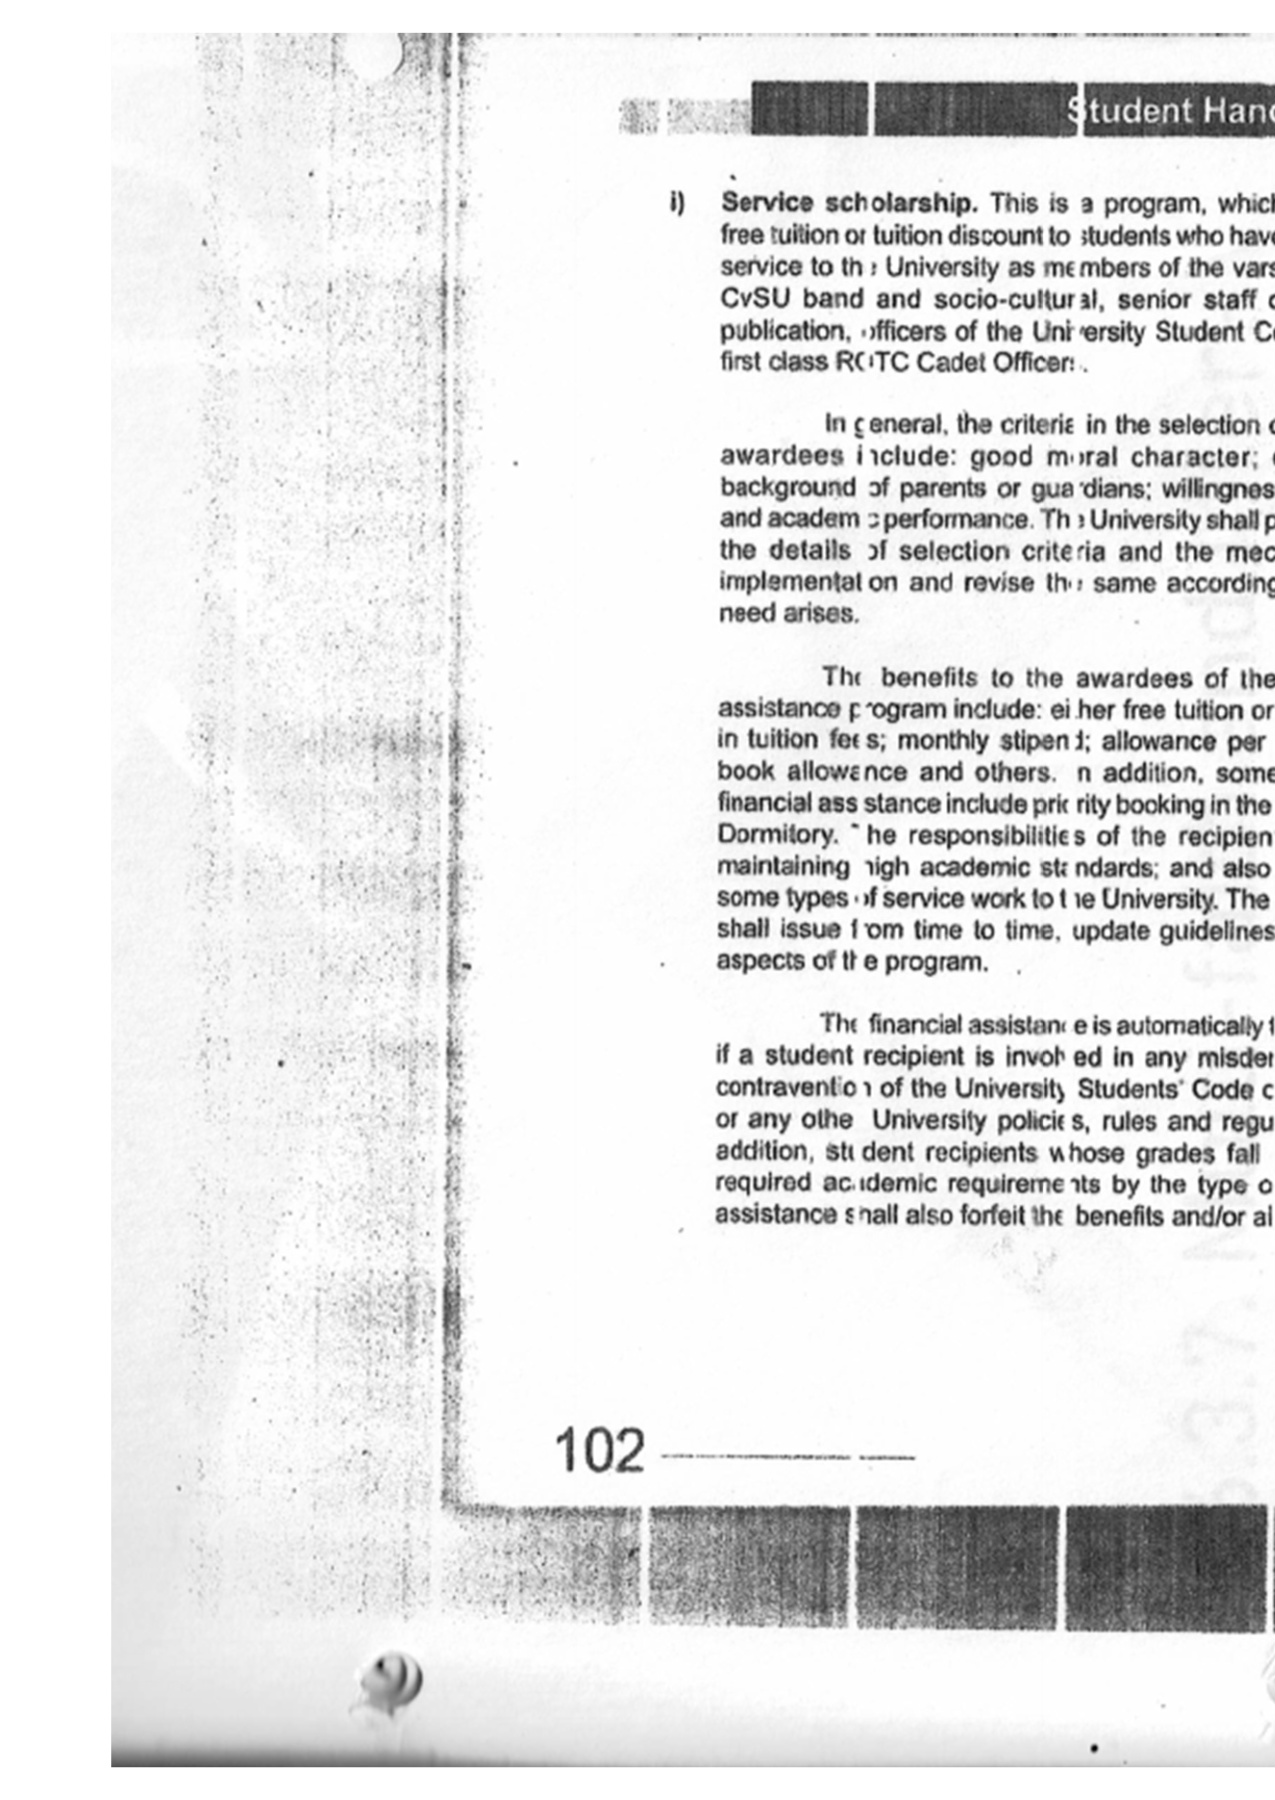 Student
i) Service scholarship. This is a program,
free tuition or tuition discount to students who have
service to the University as members of the
CvSU band and socio-cultural, senior staff
publication, officers of the University Student
first class ROTC Cadet Officers.
In general, the criteria in the selection
awardees include: good moral character;
background of parents or guardians;
and academic performance. The University shall
the details of selection criteria and the
implementation and revise the same
need arises.
The benefits to the awardees of the
assistance program include: either free tuition or
in tuition fees; monthly stipend; allowance per
book allowance and others. In addition, some
financial assistance include priority booking in the
Dormitory. The responsibilities of the
maintaining high academic standards; and also
some types of service work to the University. The
shall issue from time to time, update guidelines
aspects of the program.
The financial assistance is automatically
if a student recipient is involved in any
contravention of the University Students' Code
or any other University policies, rules and
addition, student recipients whose grades fall
required academic requirements by the type
assistance shall also forfeit the benefits and/or
102